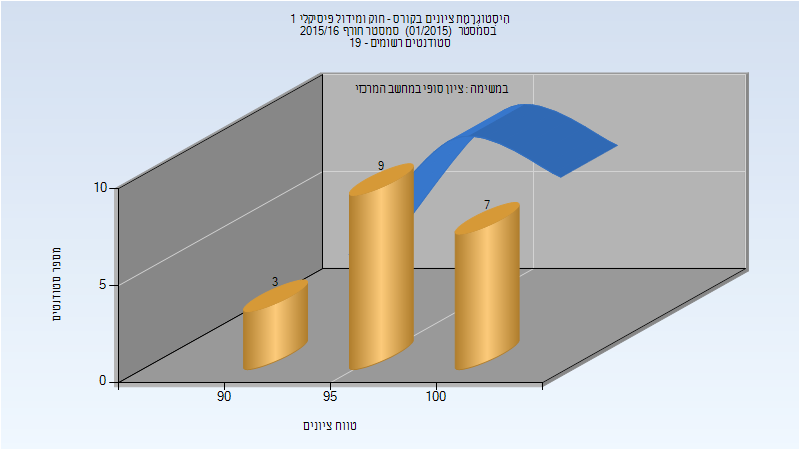 היסטוגרמת ציונים בקורס - חוק ומידול פיסיקלי 1
בסמסטר (01/2015) סמסטר חורף 2015/16
סטודנטים רשומים - 19
במשימה : ציון סופי במחשב המרכזי
9
7
3
10
5
0
מספר סטודנטים
90
95
100
טווח ציונים